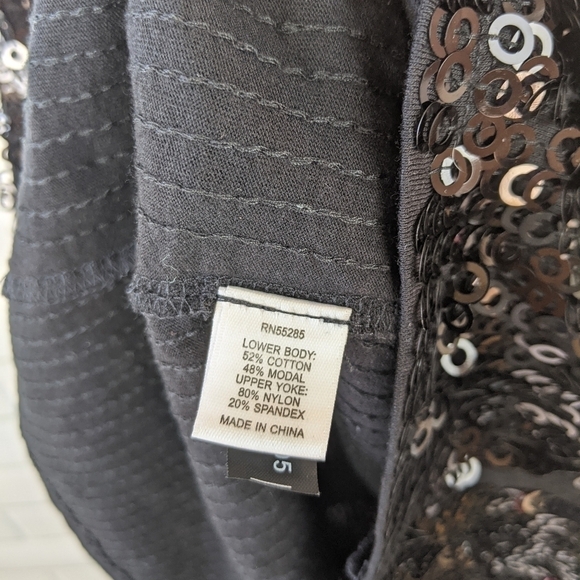 RN55285
LOWER BODY:
52% COTTON
48% MODAL
UPPER YOKE:
80% NYLON
20% SPANDEX
MADE IN CHINA